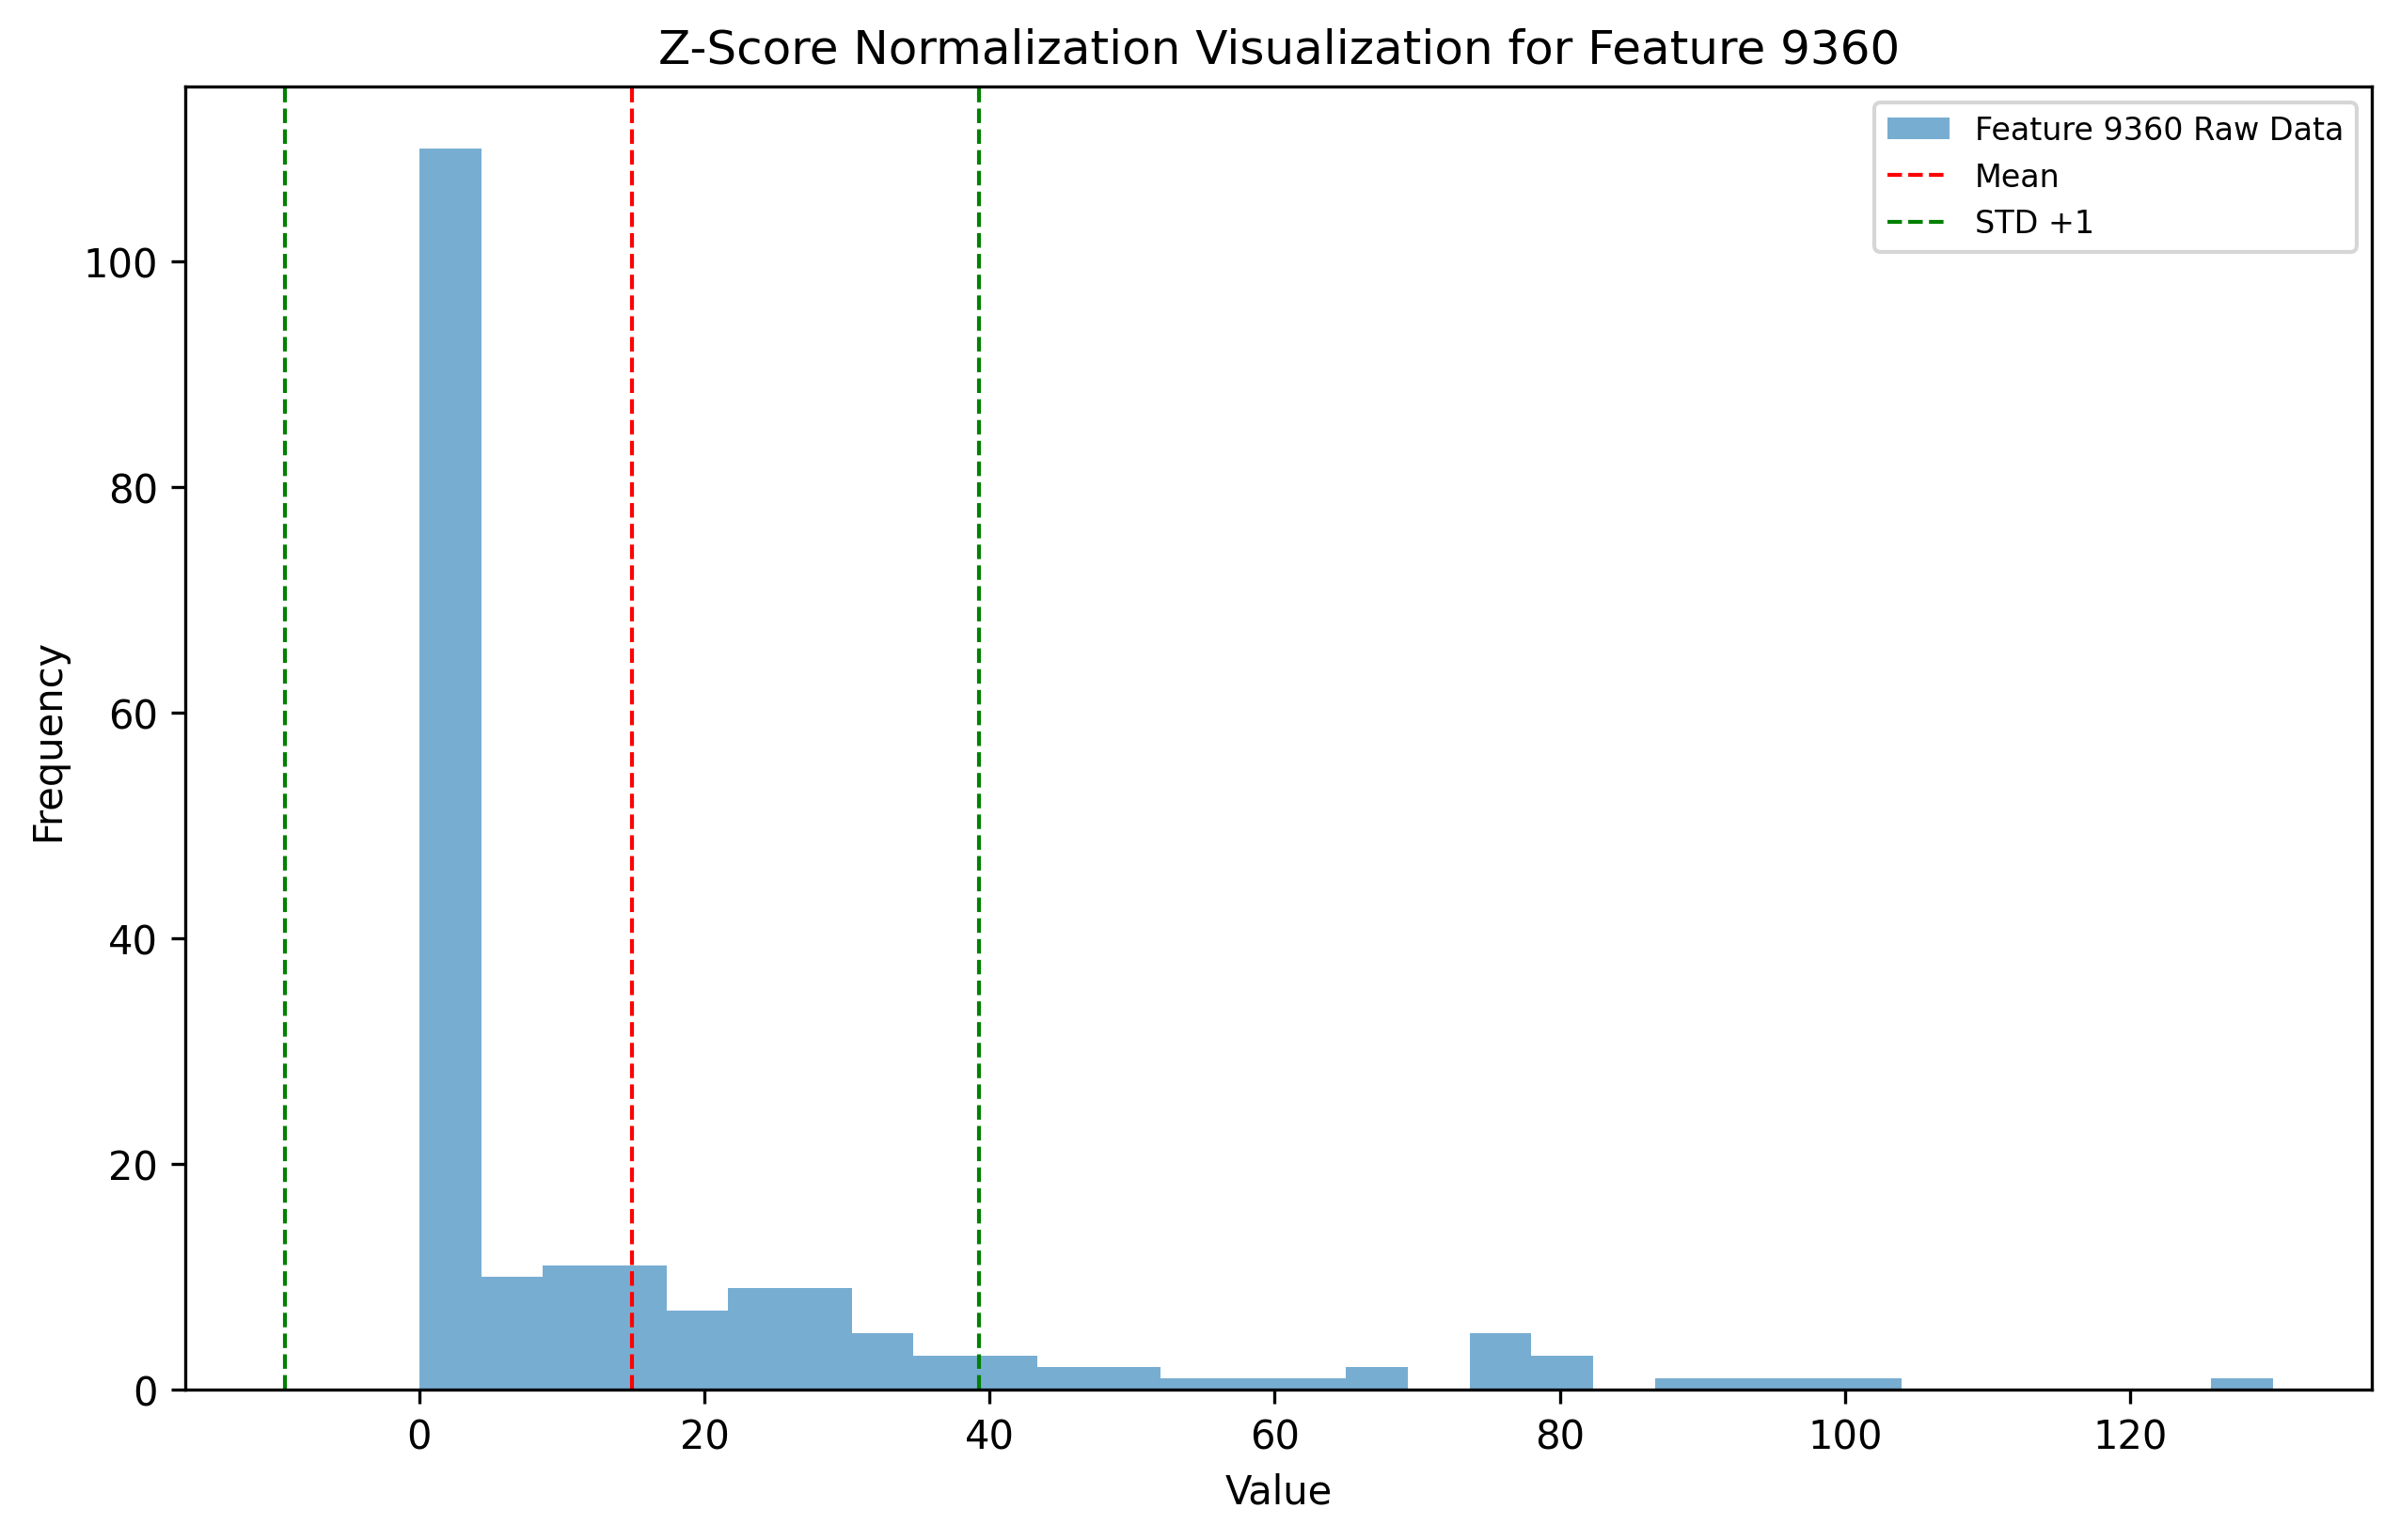 Z-Score Normalization Visualization for Feature 9360
Feature 9360 Raw Data
Mean
STD +1
Frequency
100
80
60
40
20
0
0 20 40 60 80 100 120
Value